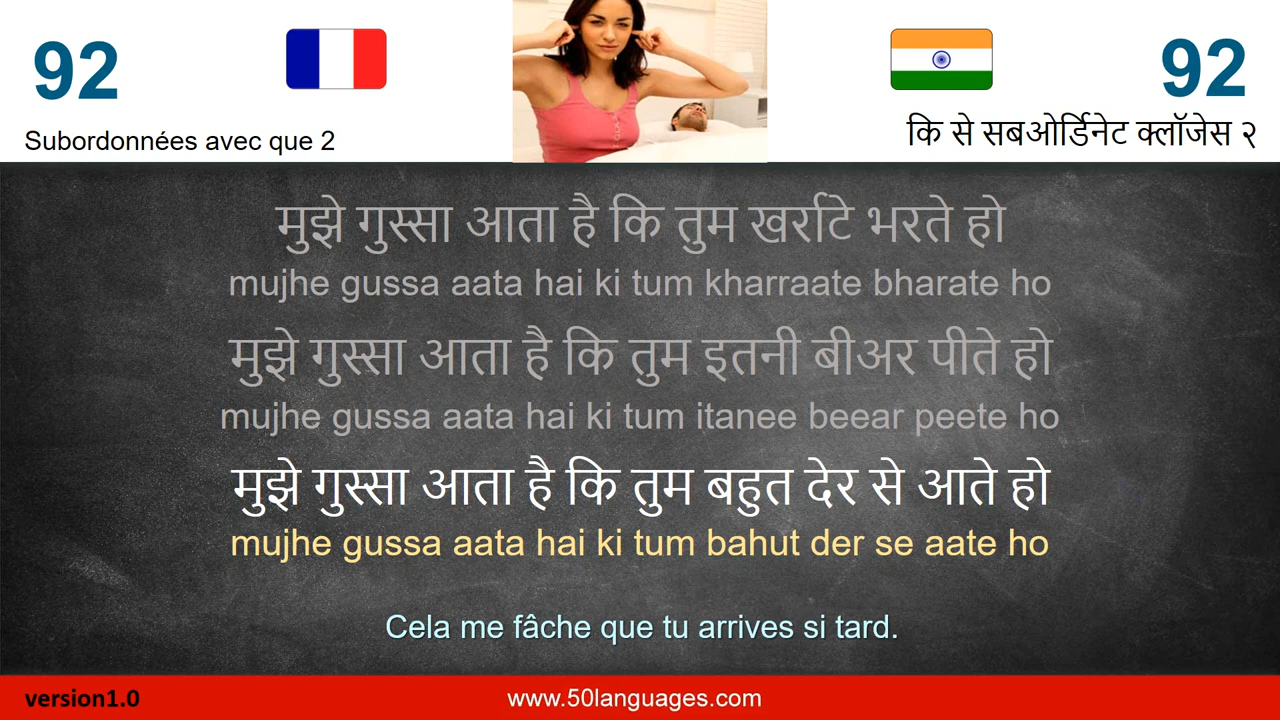 92
92
Subordonnées avec que 2
कि से सबओर्डिनेट क्लॉजेस २
मुझे गुस्सा आता है कि तुम खर्राटे भरते हो
mujhe gussa aata hai ki tum kharraate bharate ho
मुझे गुस्सा आता है कि तुम इतनी बीअर पीते हो
mujhe gussa aata hai ki tum itanee beear peete ho
मुझे गुस्सा आता है कि तुम बहुत देर से आते हो
mujhe gussa aata hai ki tum bahut der se aate ho
Cela me fâche que tu arrives si tard.
version1.0
www.50languages.com